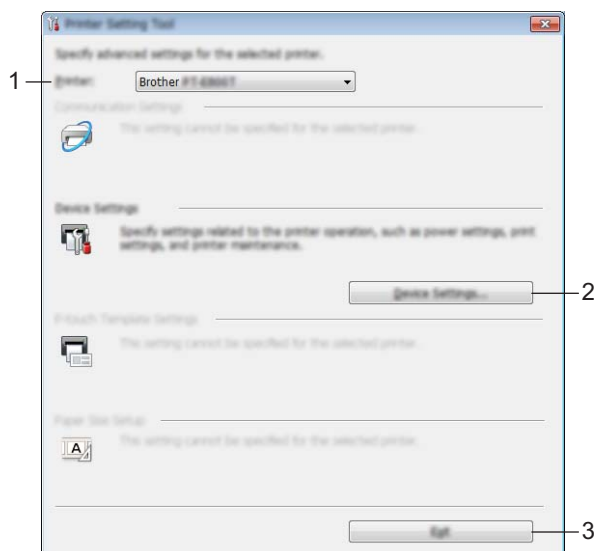 Printer Setting Tool
Specify advanced settings for the selected printer.
1
Printer:
Brother
Communication Settings
This setting cannot be specified for the selected printer.
Device Settings
Specify settings related to the printer operation, such as power settings, print
settings, and printer maintenance.
Device Settings...
2
P-touch Template Settings
This setting cannot be specified for the selected printer.
Paper Size Setup
A
This setting cannot be specified for the selected printer.
Exit
3